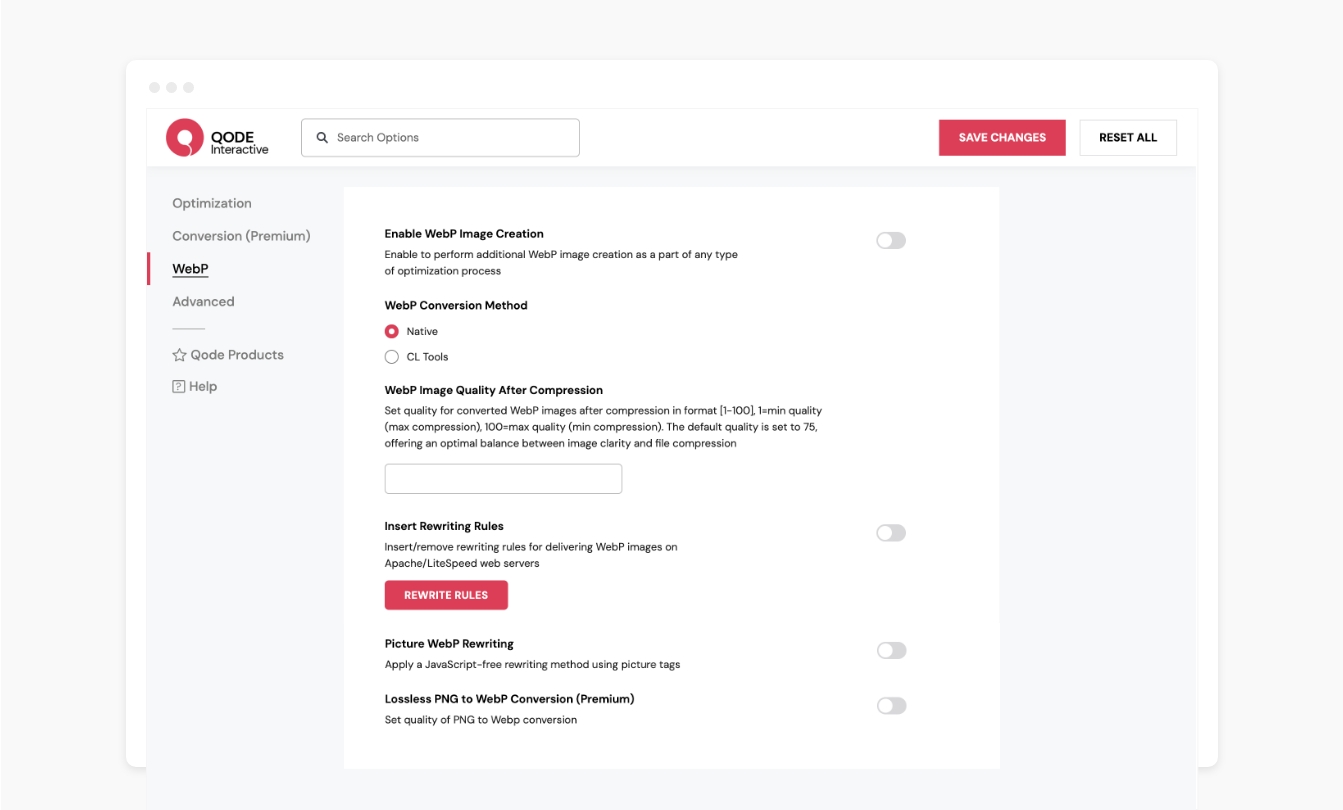 QODE
Interactive
Search Options
SAVE CHANGES
RESET ALL
Optimization
Conversion (Premium)
WebP
Advanced
Qode Products
? Help
Enable WebP Image Creation
Enable to perform additional WebP image creation as a part of any type
of optimization process
WebP Conversion Method
Native
CL Tools
WebP Image Quality After Compression
Set quality for converted WebP images after compression in format [1-100], 1=min quality
(max compression), 100=max quality (min compression). The default quality is set to 75,
offering an optimal balance between image clarity and file compression
Insert Rewriting Rules
Insert/remove rewriting rules for delivering WebP images on
Apache/LiteSpeed web servers
REWRITE RULES
Picture WebP Rewriting
Apply a JavaScript-free rewriting method using picture tags
Lossless PNG to WebP Conversion (Premium)
Set quality of PNG to Webp conversion